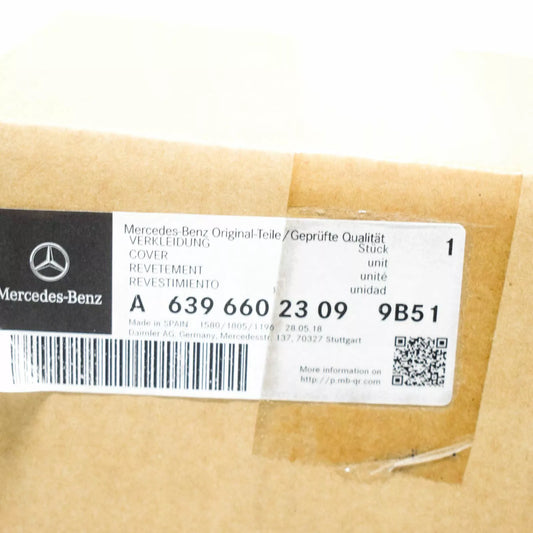 Mercedes-Benz Original-Teile/Geprüfte Qualität
VERKLEIDUNG Stück 1
COVER unit
REVETEMENT unité
REVESTIMIENTO unidad
Mercedes-Benz
A 639 660 23 09 9B51
Made in SPAIN 1580/1805/1196 28.05.18
Daimler AG, Germany, Mercedesstr. 137, 70327 Stuttgart
More information on
http://p.mb-qr.com